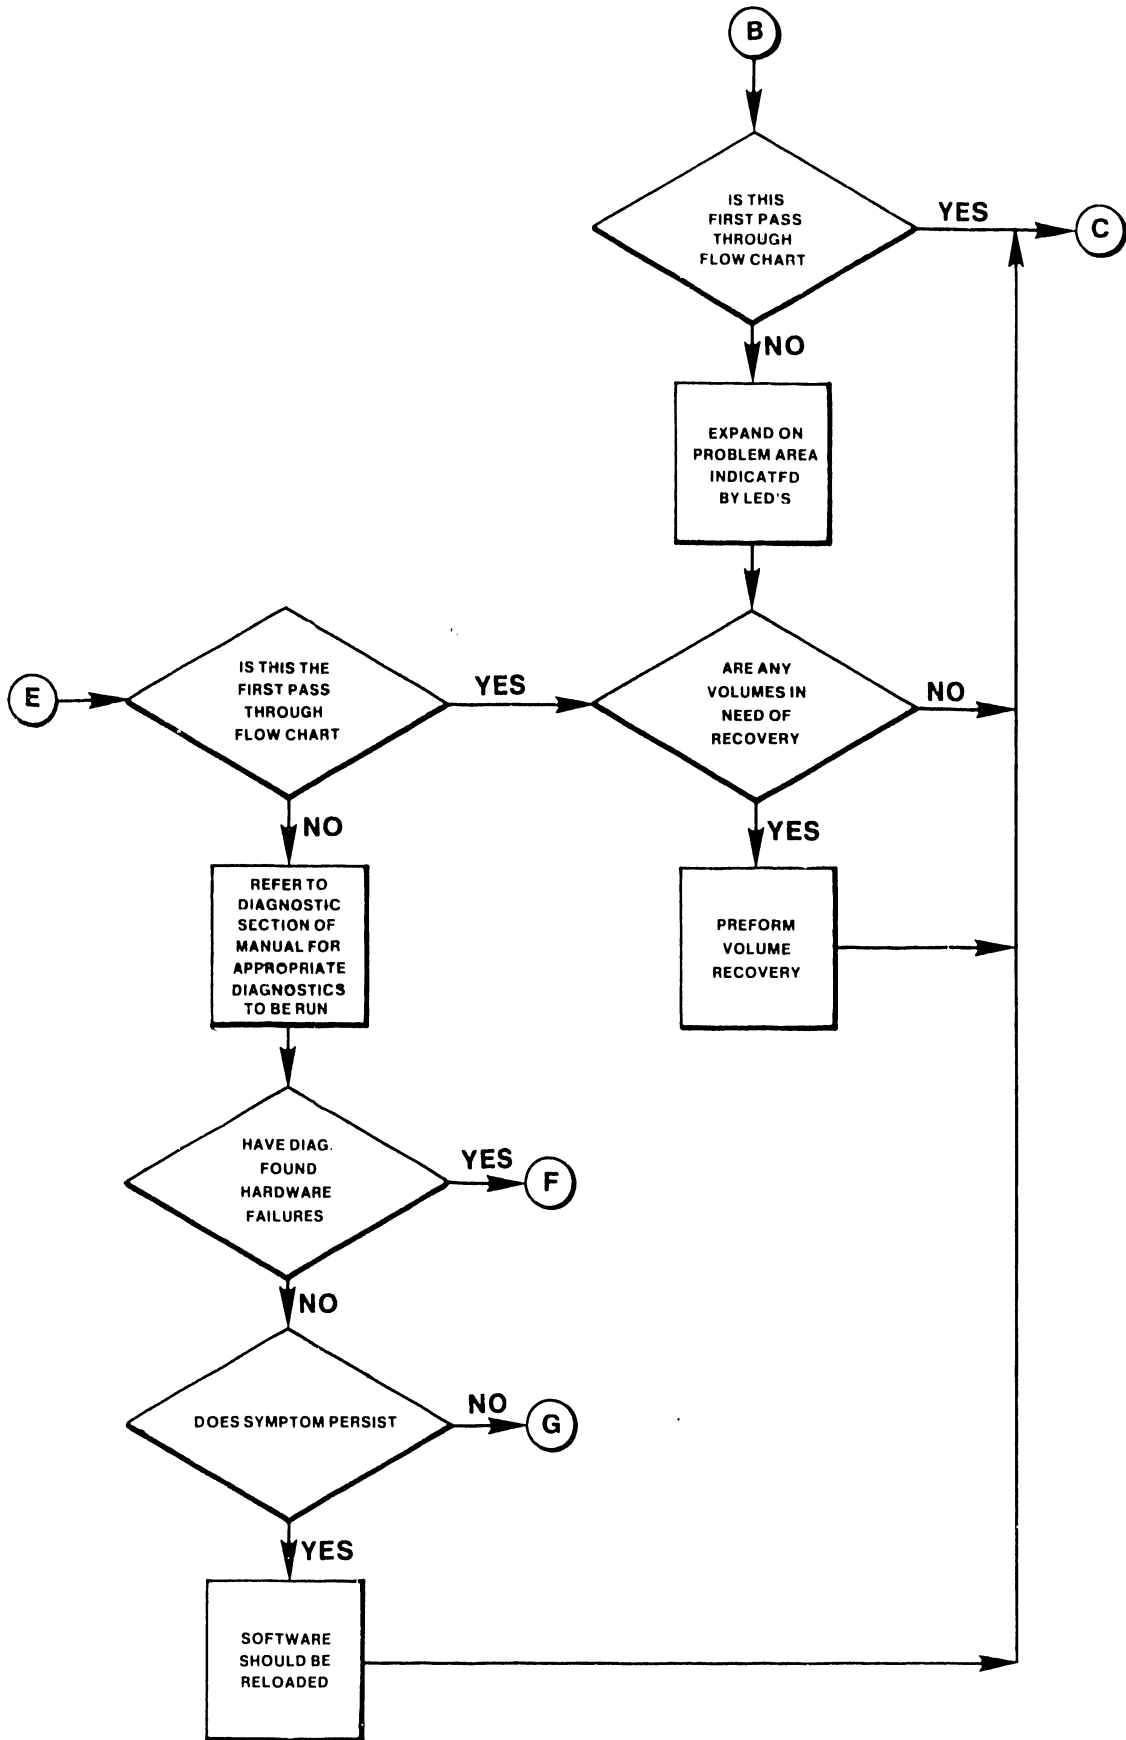 B
IS THIS
FIRST PASS
THROUGH
FLOW CHART
YES
C
NO
EXPAND ON
PROBLEM AREA
INDICATFD
BY LED'S
E
IS THIS THE
FIRST PASS
THROUGH
FLOW CHART
YES
ARE ANY
VOLUMES IN
NEED OF
RECOVERY
NO
NO
YES
REFER TO
DIAGNOSTIC
SECTION OF
MANUAL FOR
APPROPRIATE
DIAGNOSTICS
TO BE RUN
PREFORM
VOLUME
RECOVERY
HAVE DIAG.
FOUND
HARDWARE
FAILURES
YES
F
NO
DOES SYMPTOM PERSIST
NO
G
YES
SOFTWARE
SHOULD BE
RELOADED